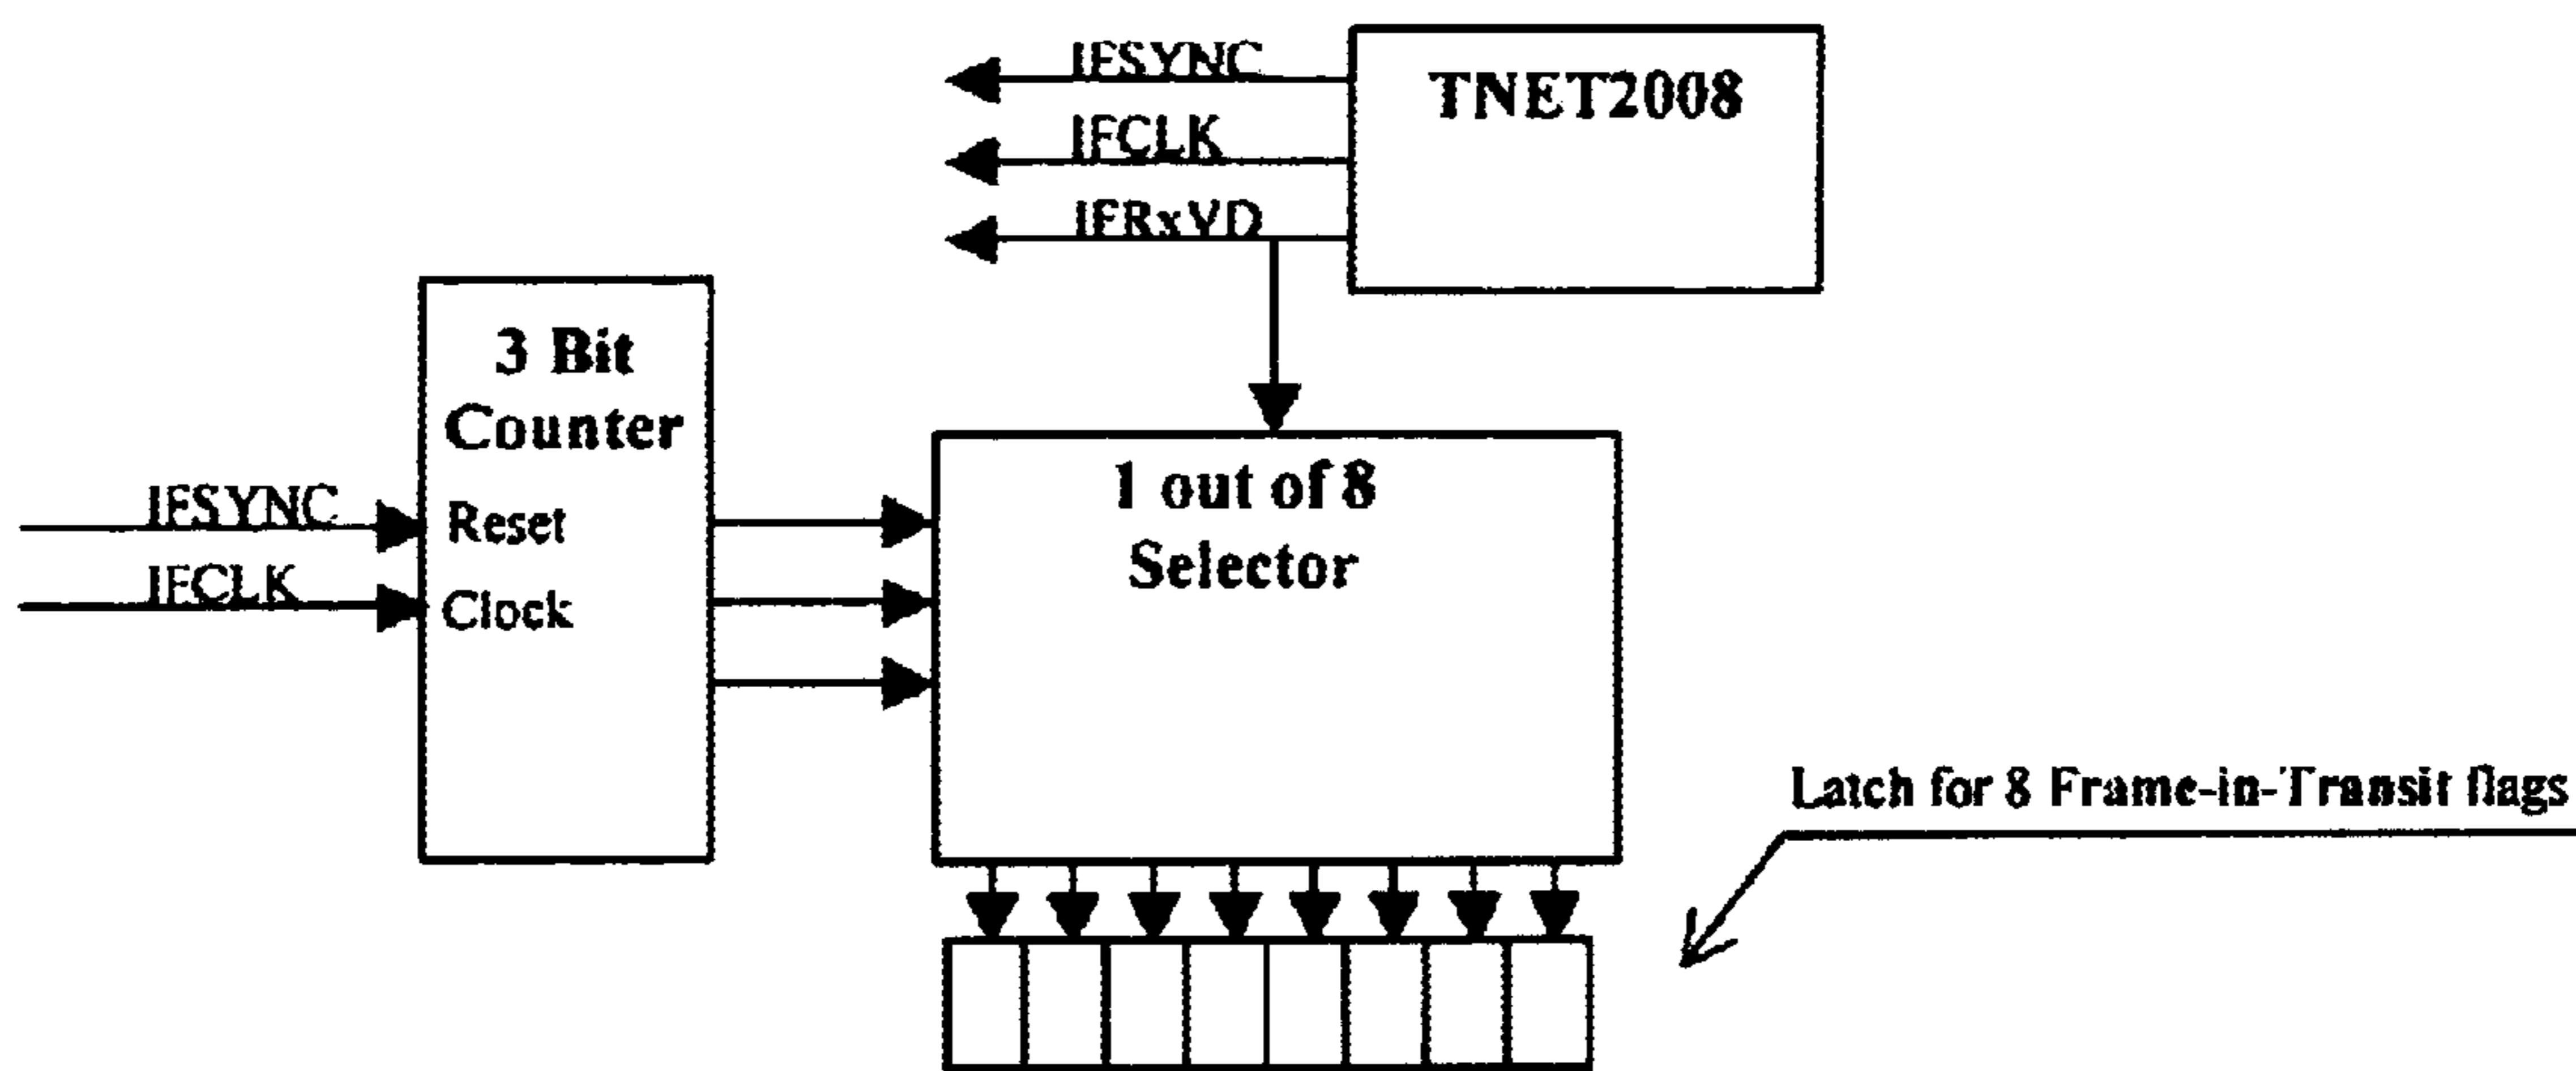 IFSYNC
TNET2008
IFCLK
IFRxVD
3 Bit
Counter
1 out of 8
Selector
IFSYNC
Reset
IFCLK
Clock
Latch for 8 Frame-in-Transit flags